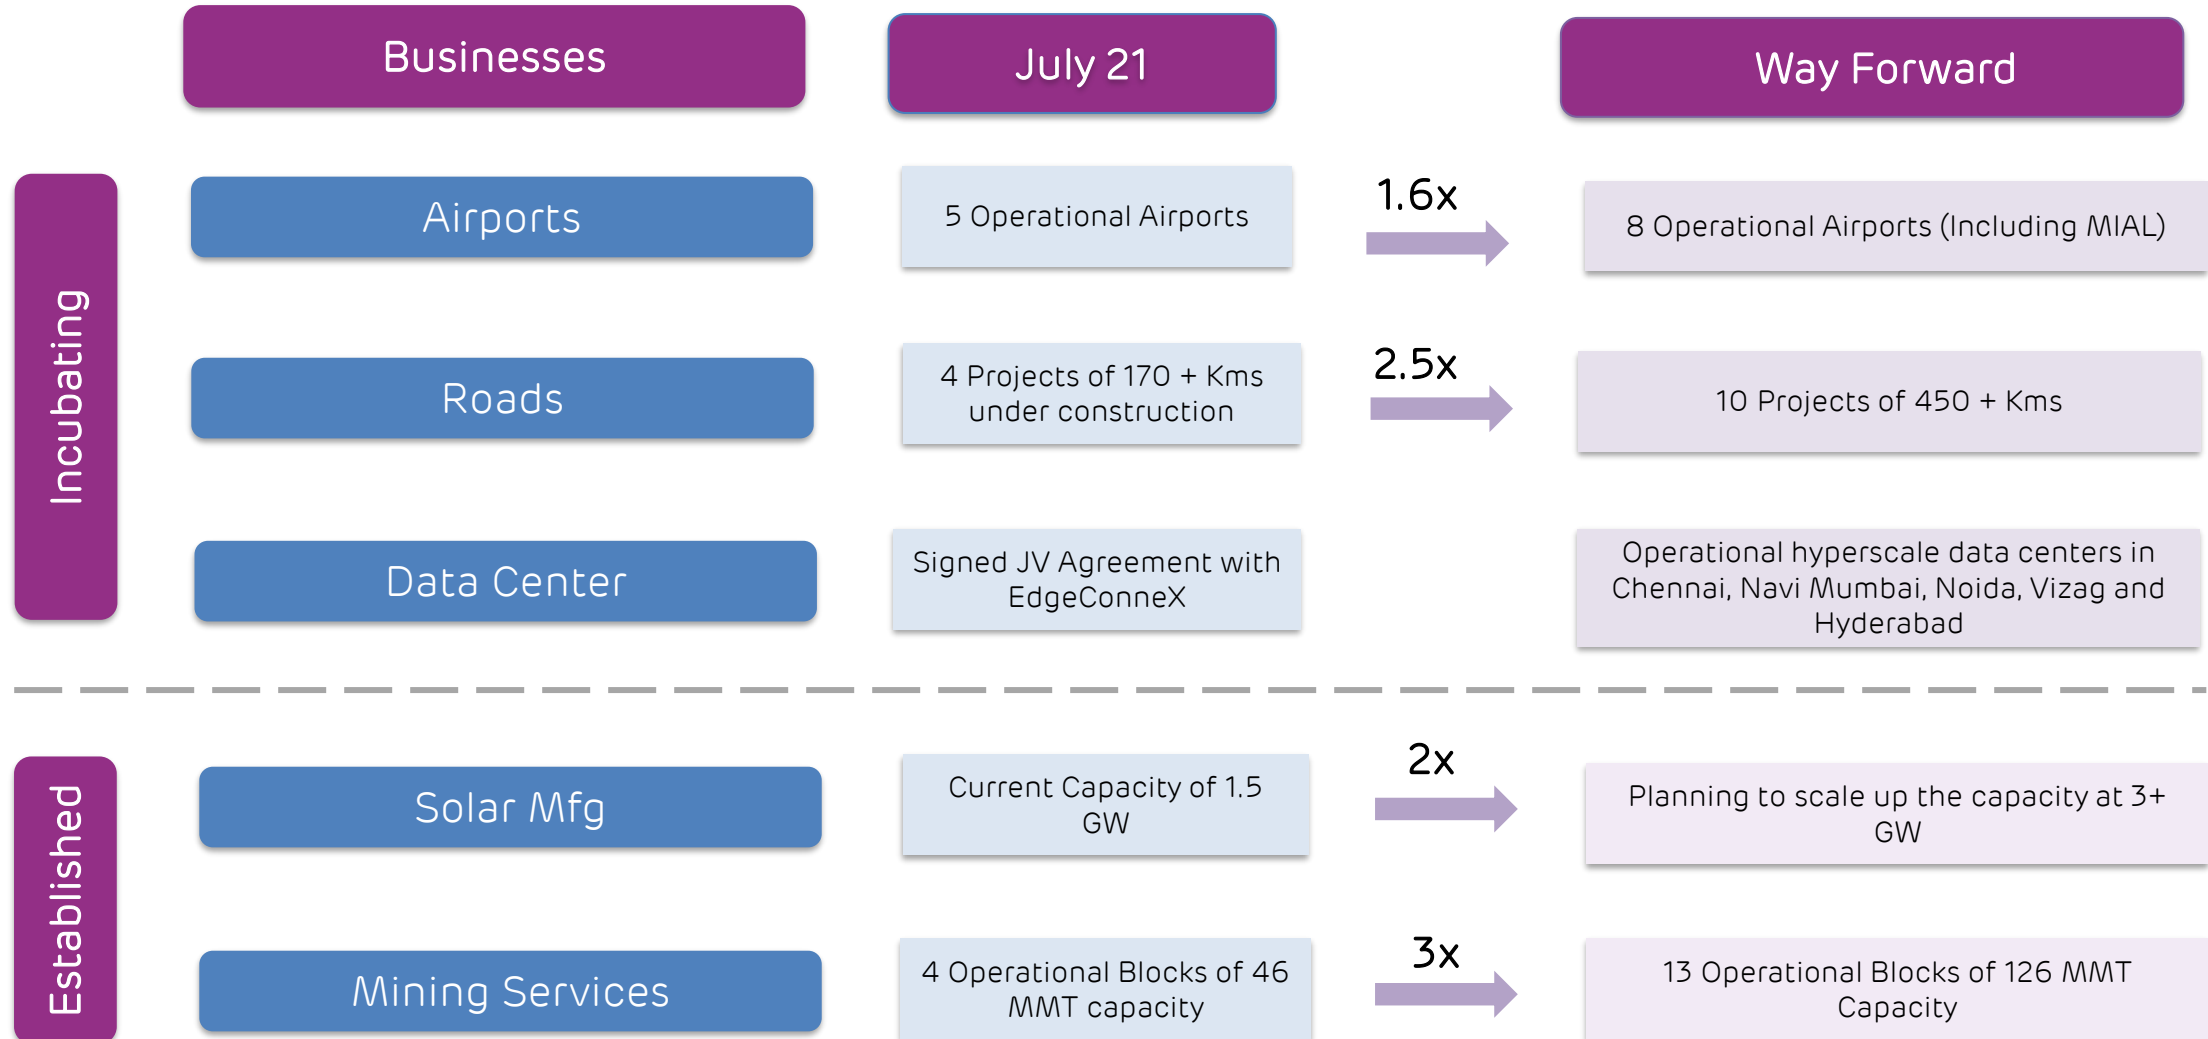 Businesses
July 21
Way Forward
Incubating
Airports
5 Operational Airports
1.6x
8 Operational Airports (Including MIAL)
Roads
4 Projects of 170 + Kms
under construction
2.5x
10 Projects of 450 + Kms
Data Center
Signed JV Agreement with
EdgeConneX
Operational hyperscale data centers in
Chennai, Navi Mumbai, Noida, Vizag and
Hyderabad
Established
Solar Mfg
Current Capacity of 1.5
GW
2x
Planning to scale up the capacity at 3+
GW
Mining Services
4 Operational Blocks of 46
MMT capacity
3x
13 Operational Blocks of 126 MMT
Capacity